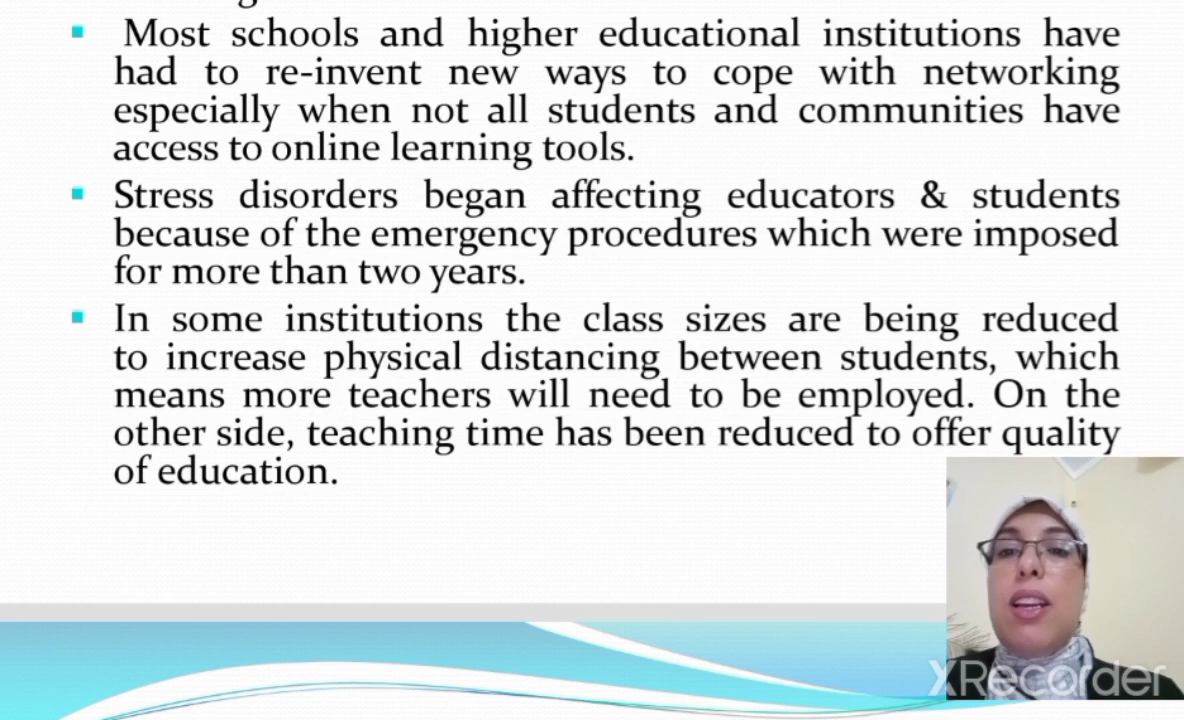 Most schools and higher educational institutions have
had to re-invent new ways to cope with networking
especially when not all students and communities have
access to online learning tools.
Stress disorders began affecting educators & students
because of the emergency procedures which were imposed
for more than two years.
In some institutions the class sizes are being reduced
to increase physical distancing between students, which
means more teachers will need to be employed. On the
other side, teaching time has been reduced to offer quality
of education.
XRecorder